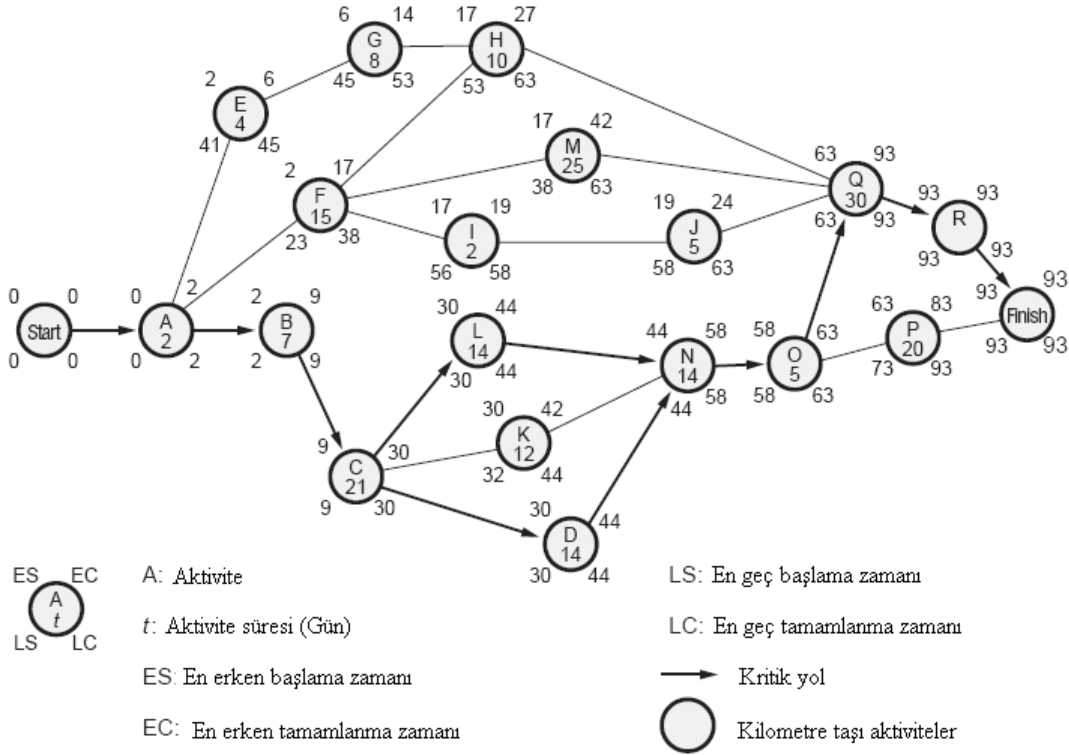 6 14 17 27
G H
8 10
45 53 53 63
2 6
E
4
41 45
17 42
M
25
38 63
2 17
F
15
23 38
17 19
I
2
56 58
19 24
J
5
58 63
63 93
Q
30
63 93
93 93
R
93 93
0 0
Start
0 0
0 2
A
2
0 2
2 9
B
7
2 9
30 44
L
14
30 44
44 58
N
14
44 58
58 63
O
5
58 63
63 83
P
20
73 93
93 93
Finish
93 93
9 30
C
21
9 30
30 42
K
12
32 44
30 44
D
14
30 44
ES EC
A
t
LS LC
A: Aktivite
t: Aktivite süresi (Gün)
ES: En erken başlama zamanı
EC: En erken tamamlanma zamanı
LS: En geç başlama zamanı
LC: En geç tamamlanma zamanı
Kritik yol
Kilometre taşı aktiviteler